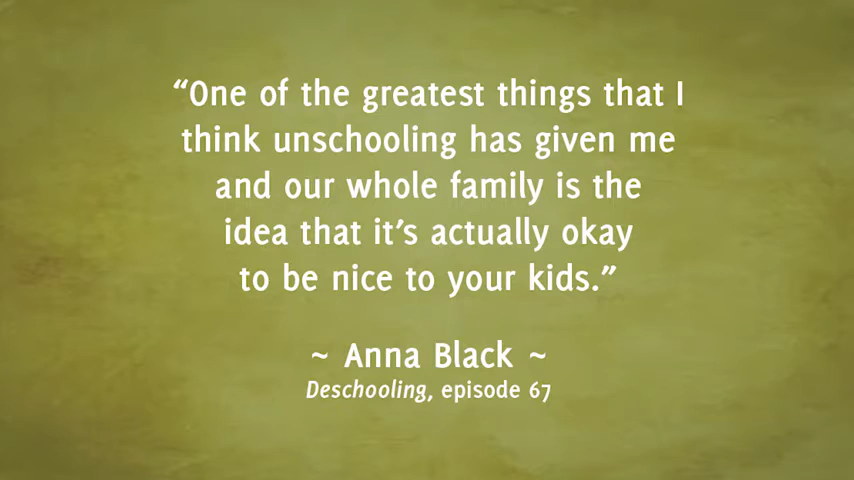 “One of the greatest things that I
think unschooling has given me
and our whole family is the
idea that it’s actually okay
to be nice to your kids.”
~ Anna Black ~
Deschooling, episode 67